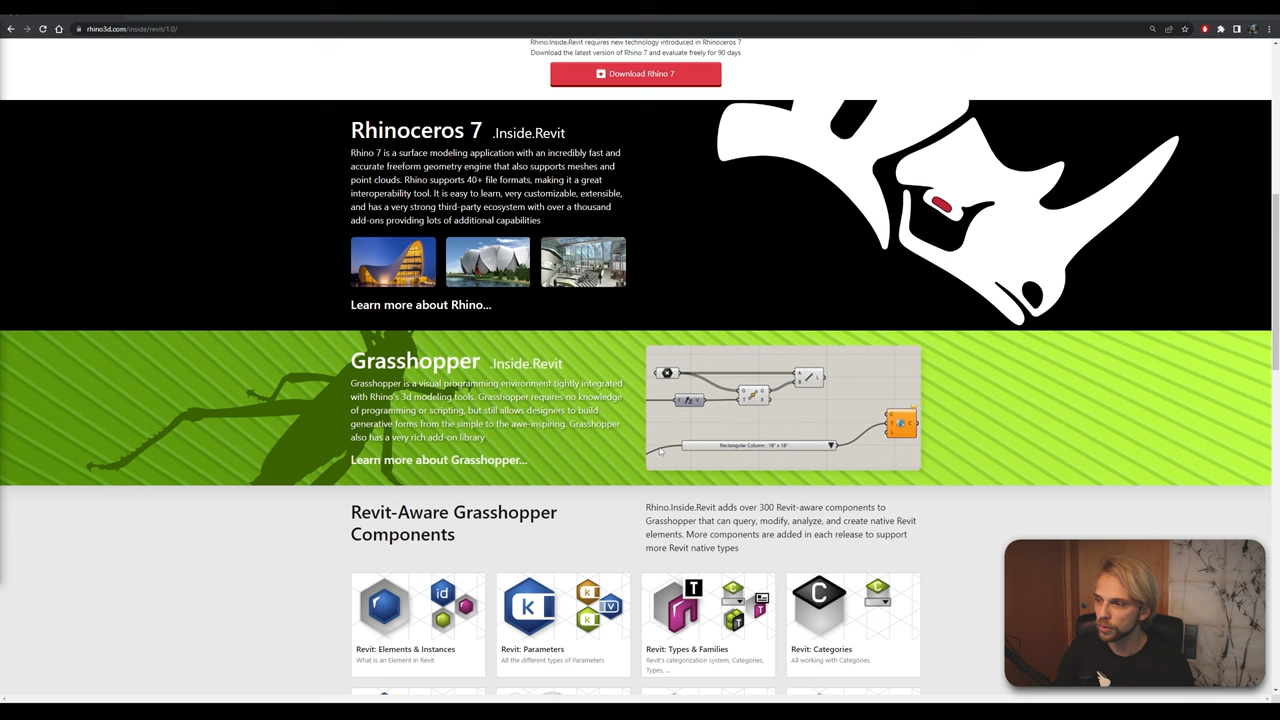 rhino3d.com/inside/revit/1.0/
Rhino.Inside.Revit requires new technology introduced in Rhinoceros 7
Download the latest version of Rhino 7 and evaluate freely for 90 days
Download Rhino 7
Rhinoceros 7 .Inside.Revit
Rhino 7 is a surface modeling application with an incredibly fast and
accurate freeform geometry engine that also supports meshes and
point clouds. Rhino supports 40+ file formats, making it a great
interoperability tool. It is easy to learn, very customizable, extensible,
and has a very strong third-party ecosystem with over a thousand
add-ons providing lots of additional capabilities
Learn more about Rhino...
Grasshopper .Inside.Revit
Grasshopper is a visual programming environment tightly integrated
with Rhino's 3d modeling tools. Grasshopper requires no knowledge
of programming or scripting, but still allows designers to build
generative forms from the simple to the awe-inspiring. Grasshopper
also has a very rich add-on library
Learn more about Grasshopper...
A
B
L
G
T
G
X
Rectangular Column : 18" x 18"
C
T
L
C
Revit-Aware Grasshopper
Components
Rhino.Inside.Revit adds over 300 Revit-aware components to
Grasshopper that can query, modify, analyze, and create native Revit
elements. More components are added in each release to support
more Revit native types
id
K
K
V
K
T
T
T
C
C
Revit: Elements & Instances
What is an Element in Revit
Revit: Parameters
All the different types of Parameters
Revit: Types & Families
Revit's categorization system, Categories,
Types, ...
Revit: Categories
All working with Categories